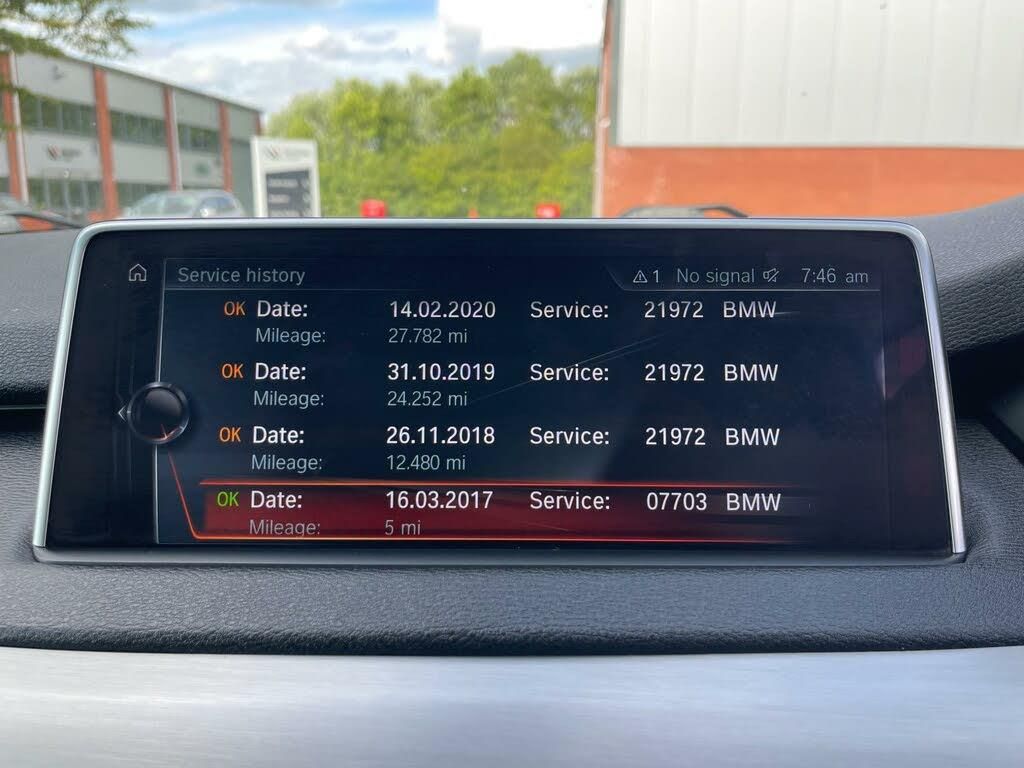 Service history 1 No signal 7:46 am
OK Date: 14.02.2020 Service: 21972 BMW
Mileage: 27.782 mi
OK Date: 31.10.2019 Service: 21972 BMW
Mileage: 24.252 mi
OK Date: 26.11.2018 Service: 21972 BMW
Mileage: 12.480 mi
OK Date: 16.03.2017 Service: 07703 BMW
Mileage: 5 mi